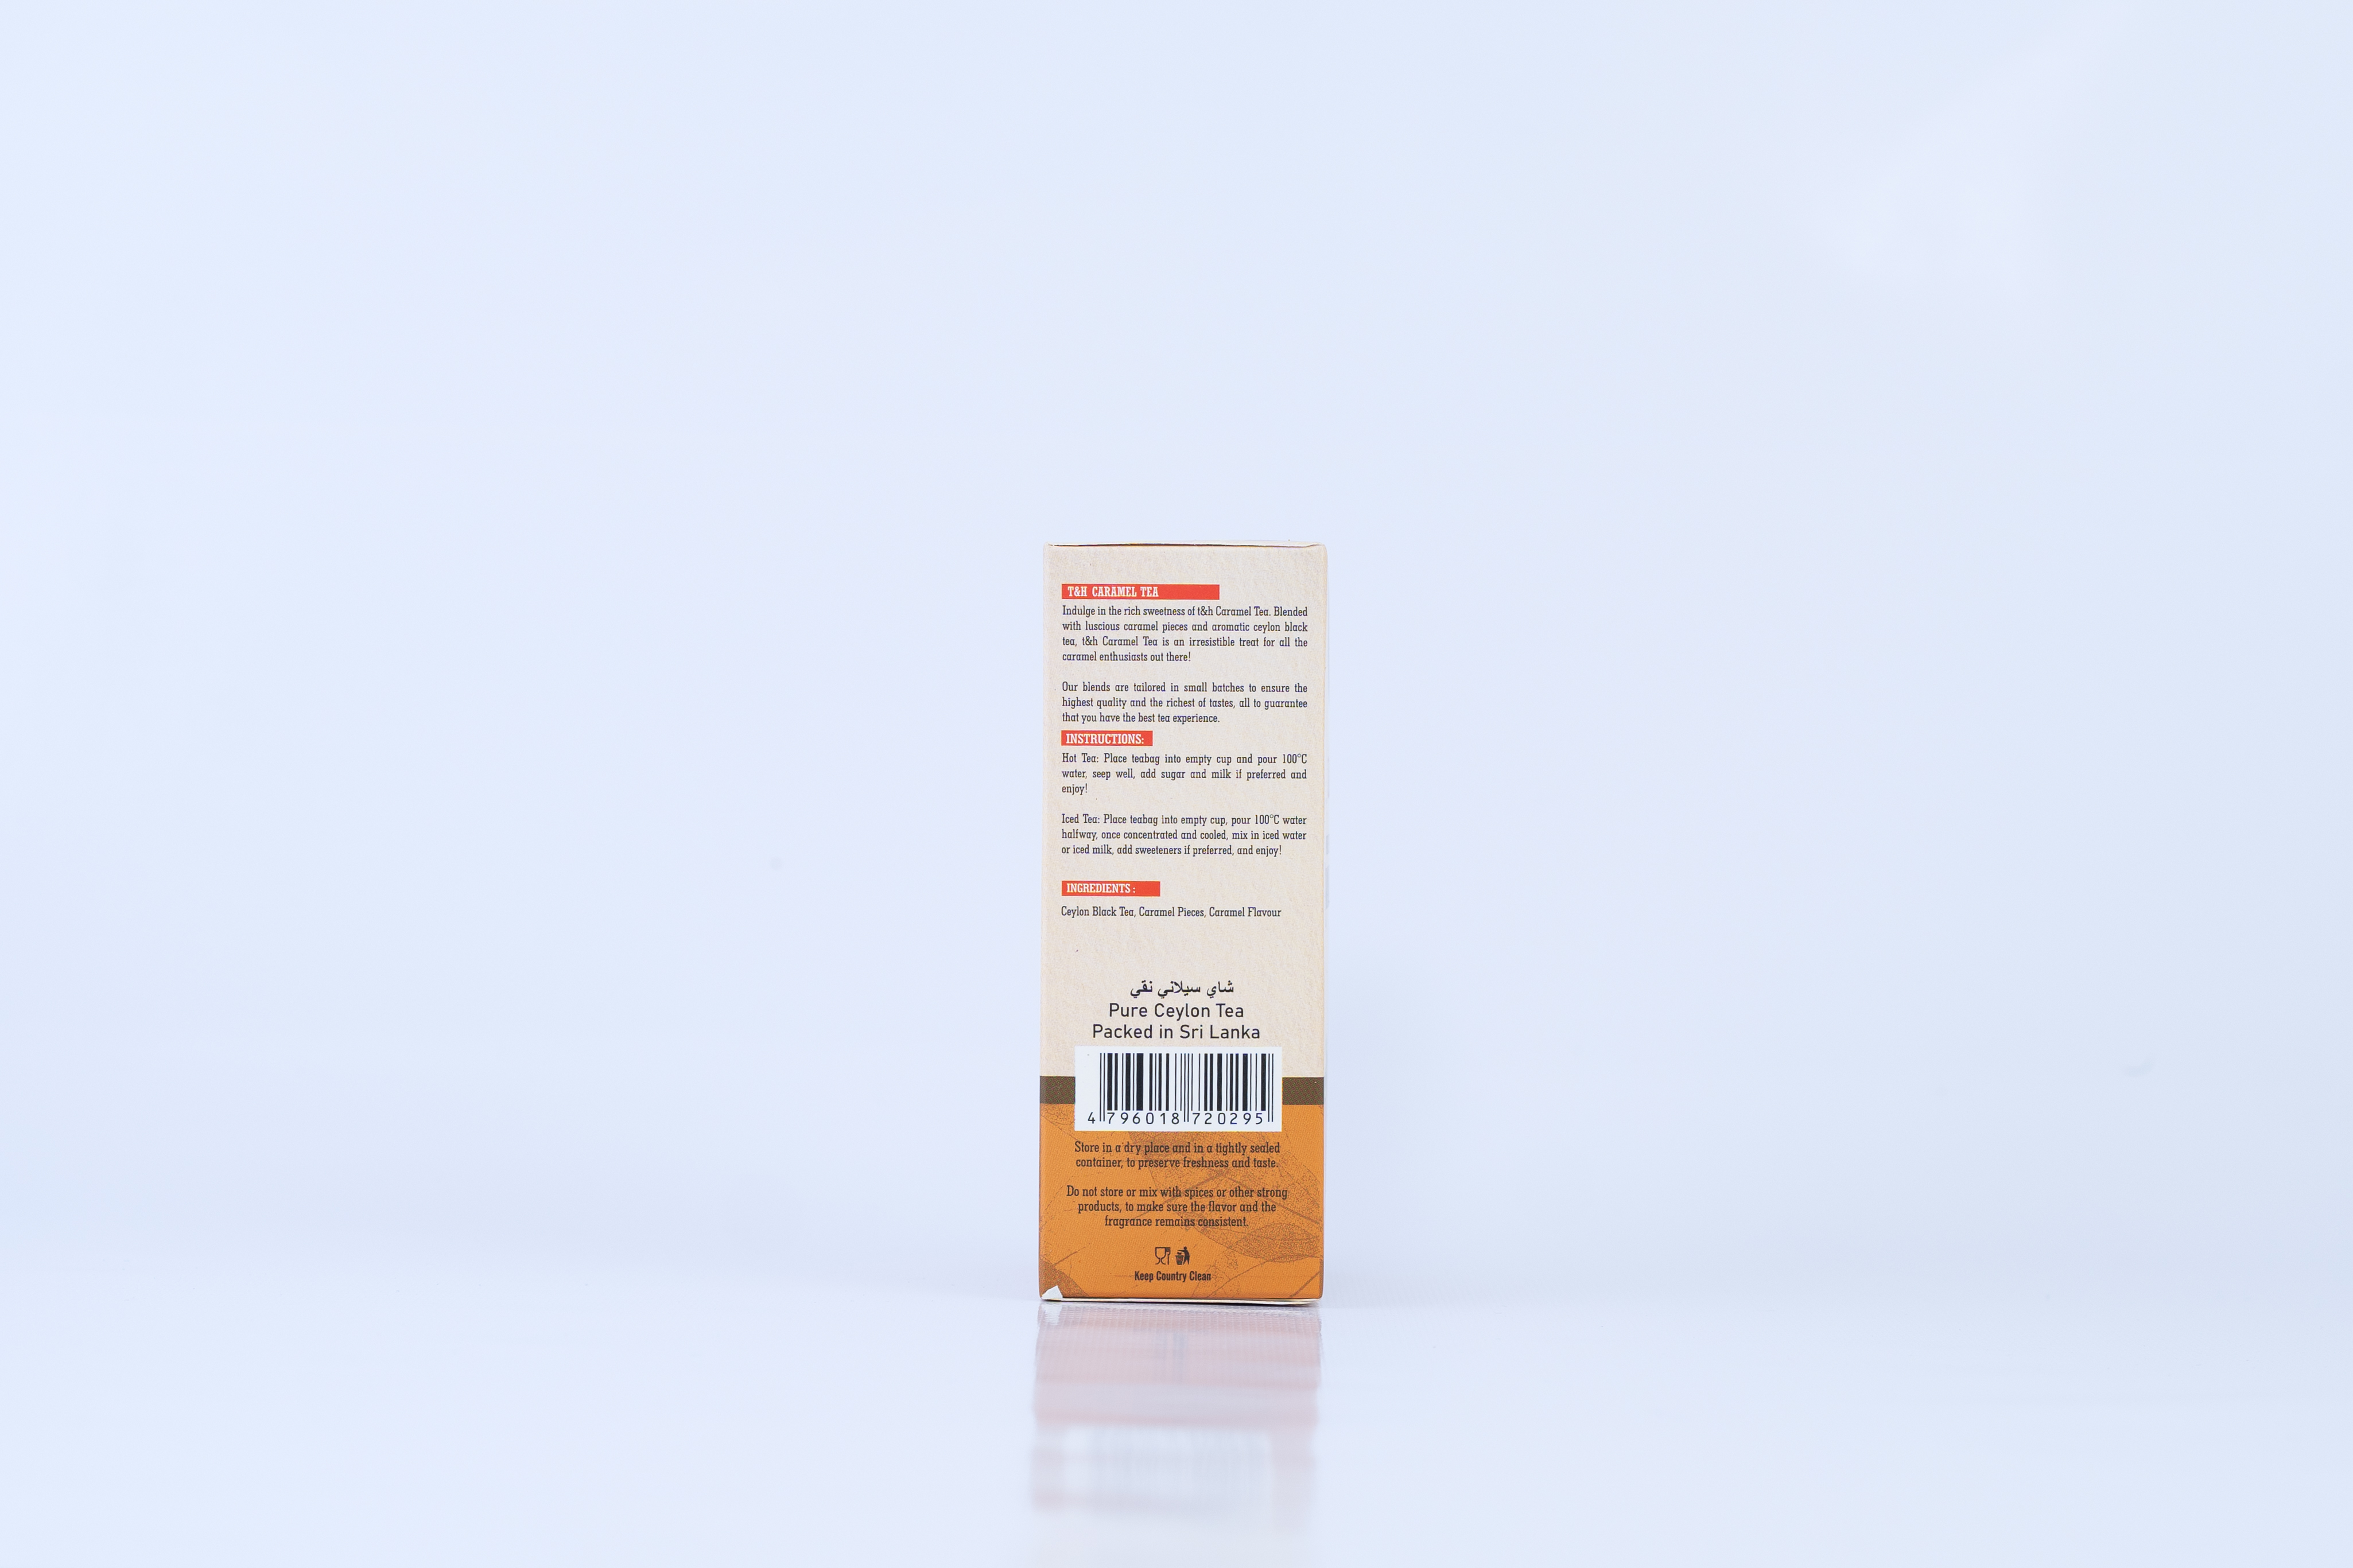 T&H CARAMEL TEA
Indulge in the rich sweetness of t&h Caramel Tea. Blended
with luscious caramel pieces and aromatic ceylon black
tea, t&h Caramel Tea is an irresistible treat for all the
caramel enthusiasts out there!
Our blends are tailored in small batches to ensure the
highest quality and the richest of tastes, all to guarantee
that you have the best tea experience.
INSTRUCTIONS:
Hot Tea: Place teabag into empty cup and pour 100°C
water, seep well, add sugar and milk if preferred and
enjoy!
Iced Tea: Place teabag into empty cup, pour 100°C water
halfway, once concentrated and cooled, mix in iced water
or iced milk, add sweeteners if preferred, and enjoy!
INGREDIENTS :
Ceylon Black Tea, Caramel Pieces, Caramel Flavour
شاي سيلاني نقي
Pure Ceylon Tea
Packed in Sri Lanka
4 796018 720295
Store in a dry place and in a tightly sealed
container, to preserve freshness and taste.
Do not store or mix with spices or other strong
products, to make sure the flavor and the
fragrance remains consistent.
Keep Country Clean